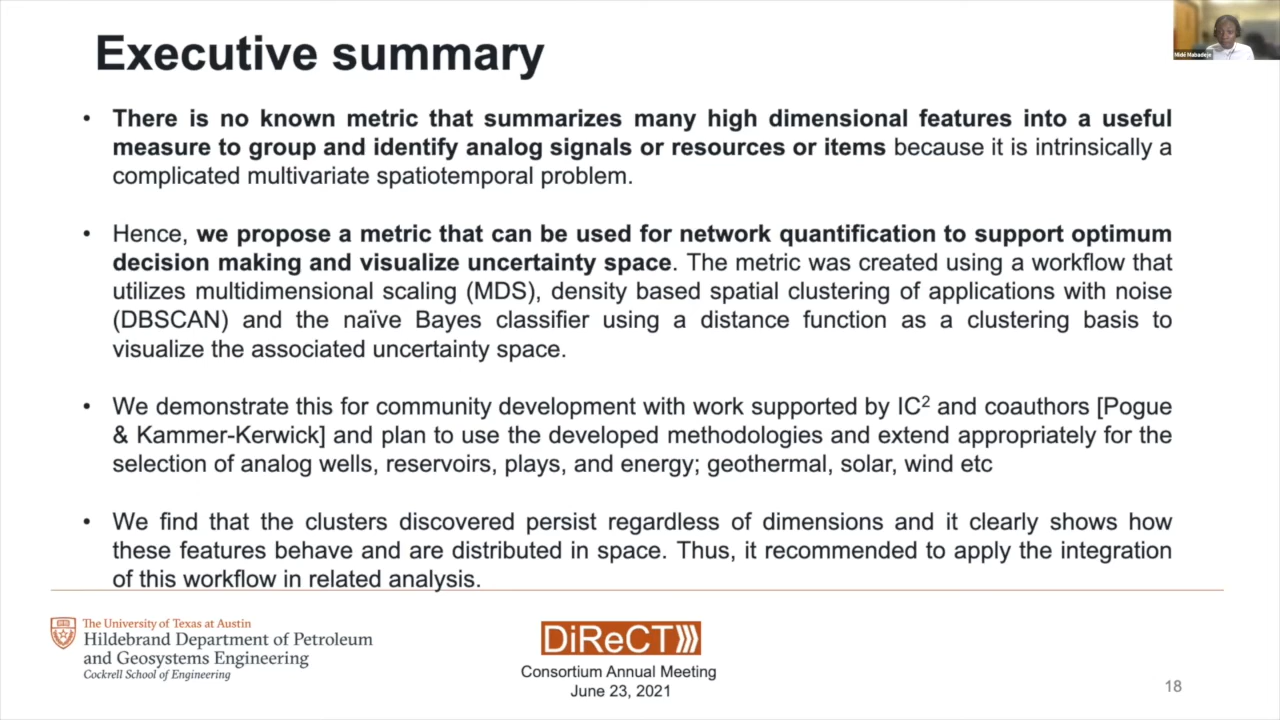 Executive summary
Midé Mabadeje
• There is no known metric that summarizes many high dimensional features into a useful
measure to group and identify analog signals or resources or items because it is intrinsically a
complicated multivariate spatiotemporal problem.
• Hence, we propose a metric that can be used for network quantification to support optimum
decision making and visualize uncertainty space. The metric was created using a workflow that
utilizes multidimensional scaling (MDS), density based spatial clustering of applications with noise
(DBSCAN) and the naïve Bayes classifier using a distance function as a clustering basis to
visualize the associated uncertainty space.
• We demonstrate this for community development with work supported by IC² and coauthors [Pogue
& Kammer-Kerwick] and plan to use the developed methodologies and extend appropriately for the
selection of analog wells, reservoirs, plays, and energy; geothermal, solar, wind etc
• We find that the clusters discovered persist regardless of dimensions and it clearly shows how
these features behave and are distributed in space. Thus, it recommended to apply the integration
of this workflow in related analysis.
The University of Texas at Austin
Hildebrand Department of Petroleum
and Geosystems Engineering
Cockrell School of Engineering
DiReCT
Consortium Annual Meeting
June 23, 2021
18